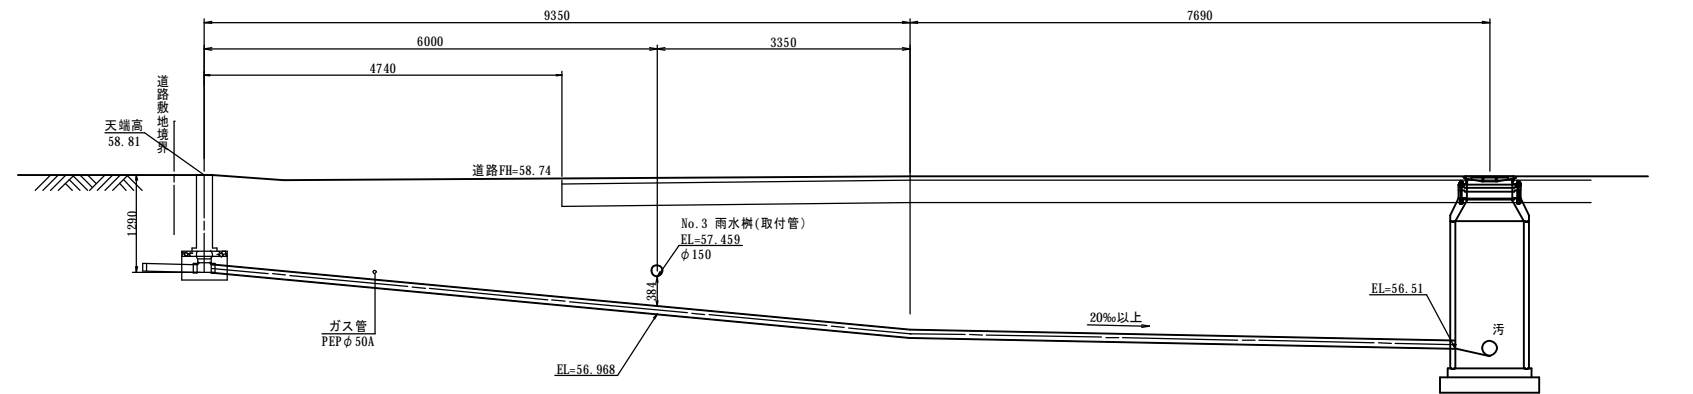 9350
7690
6000
3350
4740
道路敷地境界
天端高
58.81
道路FH=58.74
1290
No.3 雨水桝(取付管)
EL=57.459
φ150
384
EL=56.51
20‰以上
汚
ガス管
PEPφ50A
EL=56.968